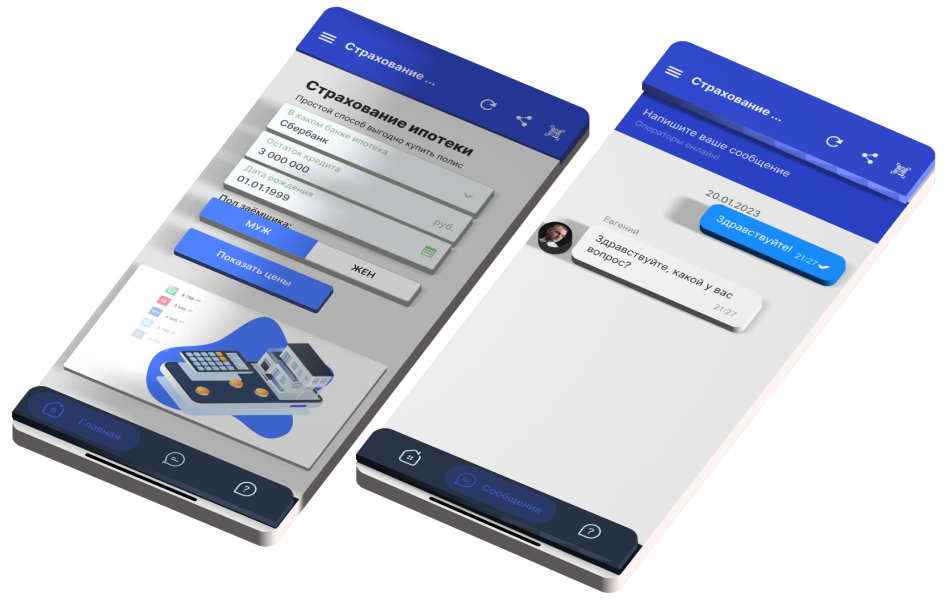 Страхование ...
Страхование ипотеки
Простой способ выгодно купить полис
В каком банке ипотека
Сбербанк
Остаток кредита
3 000 000
руб.
Дата рождения
01.01.1999
Пол заёмщика:
МУЖ
ЖЕН
Показать цены
Главная
Страхование ...
Напишите ваше сообщение
Операторы онлайн!
20.01.2023
Здравствуйте!
21:27
Евгений
Здравствуйте, какой у вас
вопрос?
21:27
Сообщения